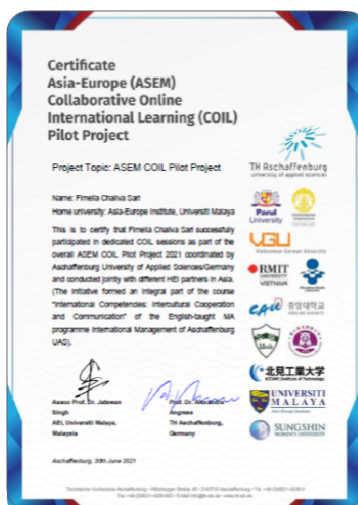 Certificate
Asia-Europe (ASEM)
Collaborative Online
International Learning (COIL)
Pilot Project
Project Topic: ASEM COIL Pilot Project
TH Aschaffenburg
university of applied sciences
Name: Fimelia Chaliva Sari
Home university: Asia-Europe Institute, Universiti Malaya
This is to certify that Fimelia Chaliva Sari successfully
participated in dedicated COIL sessions as part of the
overall ASEM COIL Pilot Project 2021 coordinated by
Aschaffenburg University of Applied Sciences/Germany
and conducted jointly with different HEI partners in Asia.
(The initiative formed an integral part of the course
"International Competencies: Intercultural Cooperation
and Communication" of the English-taught MA
programme International Management of Aschaffenburg
UAS).
Parul
University
VGU
Vietnamese-German University
RMIT
UNIVERSITY
VIETNAM
CAU 중앙대학교
北見工業大学
KITAMI Institute of Technology
UNIVERSITI
MALAYA
SUNGSHIN
WOMEN'S UNIVERSITY
Assoc Prof. Dr. Jatswan
Singh
AEI, Universiti Malaya,
Malaysia
Prof. Dr. Alexandra
Angress
TH Aschaffenburg,
Germany
Aschaffenburg, 30th June 2021